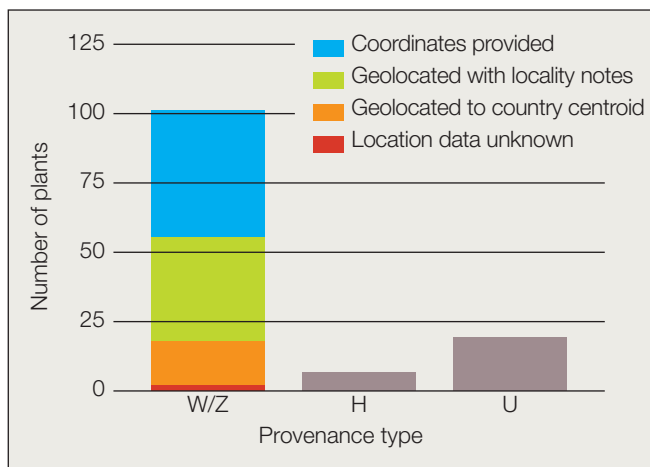 125
100
75
50
25
0
Number of plants
Coordinates provided
Geolocated with locality notes
Geolocated to country centroid
Location data unknown
W/Z H U
Provenance type